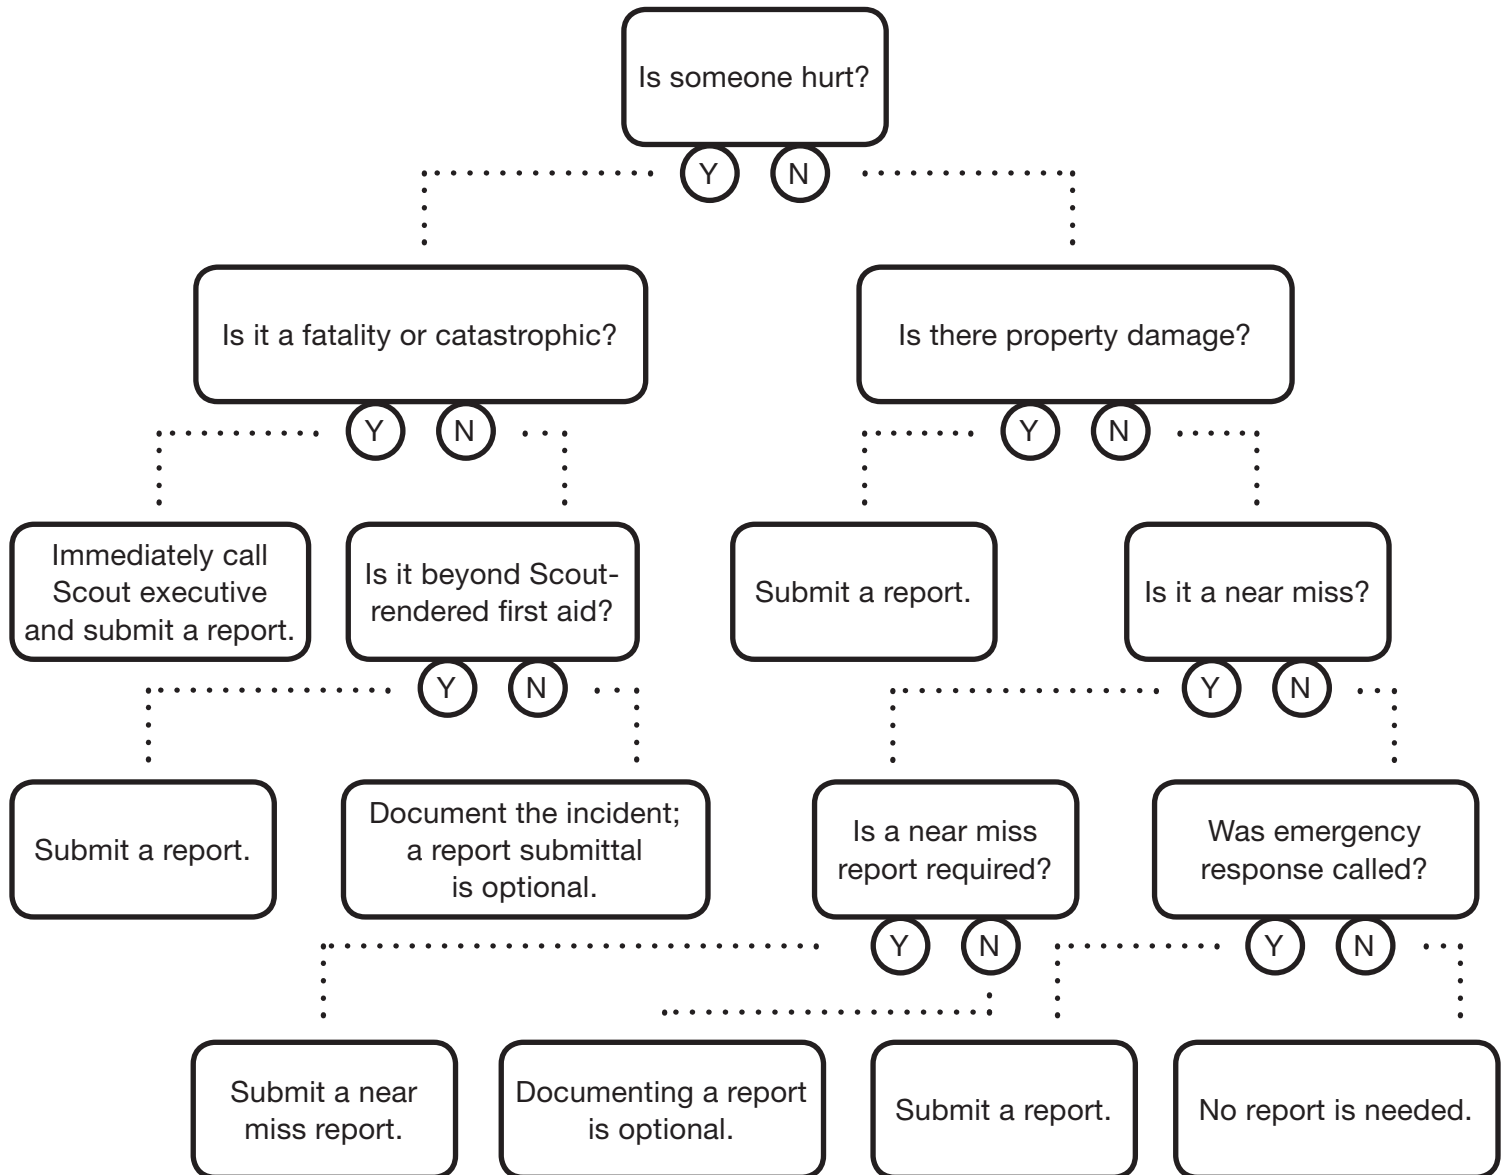 Is someone hurt?
Y
N
Is it a fatality or catastrophic?
Y
N
Is there property damage?
Y
N
Immediately call
Scout executive
and submit a report.
Is it beyond Scout-
rendered first aid?
Y
N
Submit a report.
Is it a near miss?
Y
N
Submit a report.
Document the incident;
a report submittal
is optional.
Is a near miss
report required?
Y
N
Was emergency
response called?
Y
N
Submit a near
miss report.
Documenting a report
is optional.
Submit a report.
No report is needed.